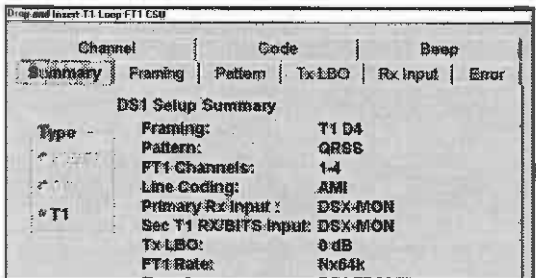 Drop and Insert T1 Loop FT1 CSU
Channel Code Beep
Summary Framing Pattern Tx LBO Rx Input Error
DS1 Setup Summary
Type
Framing: T1 D4
Pattern: QRSS
FT1 Channels: 1-4
Line Coding: AMI
Primary Rx Input : DSX-MON
T1
Sec T1 RX/BITS Input: DSX-MON
Tx LBO: 0 dB
FT1 Rate: Nx64k